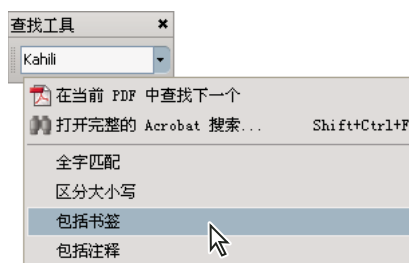 查找工具
Kahili
在当前 PDF 中查找下一个
打开完整的 Acrobat 搜索... Shift+Ctrl+F
全字匹配
区分大小写
包括书签
包括注释